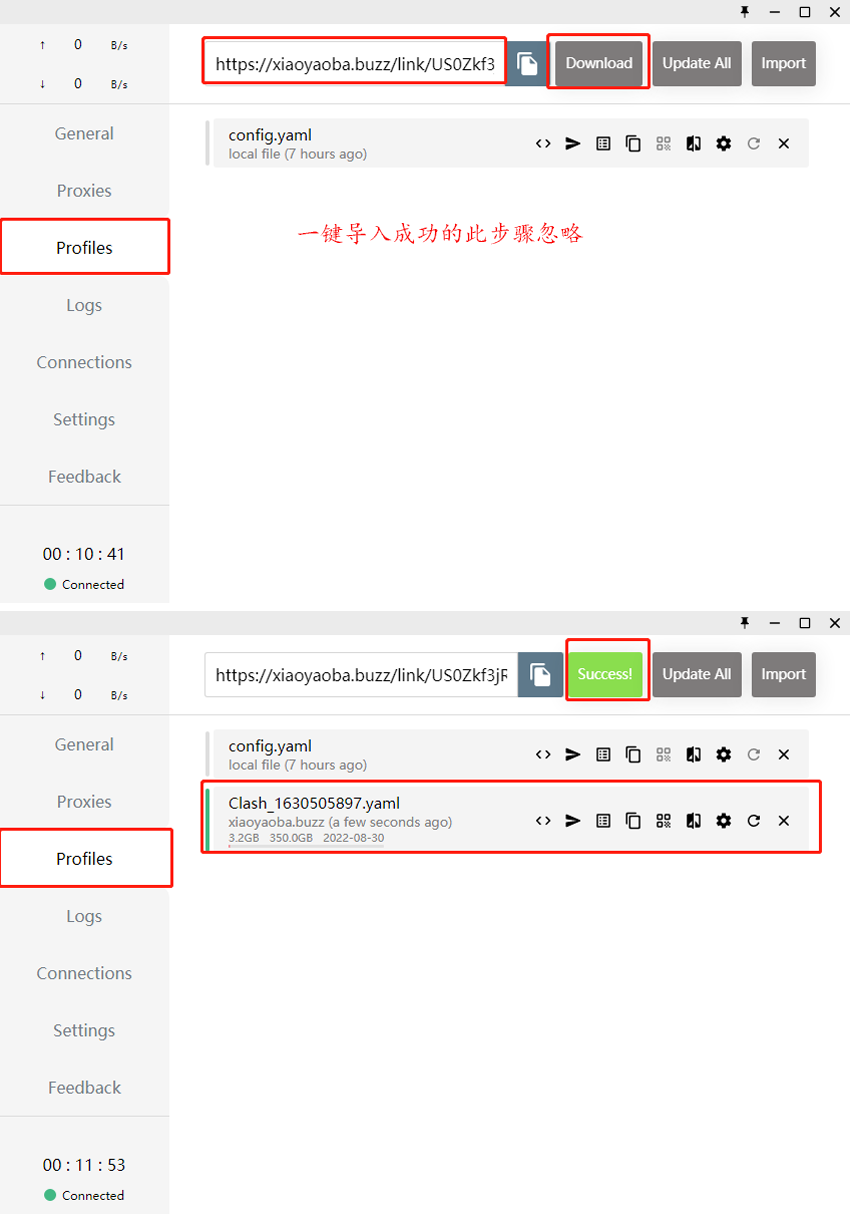 ↑ 0 B/s
↓ 0 B/s
https://xiaoyaoba.buzz/link/US0Zkf3
Download
Update All
Import
General
Proxies
Profiles
Logs
Connections
Settings
Feedback
00 : 10 : 41
Connected
config.yaml
local file (7 hours ago)
一键导入成功的此步骤忽略
↑ 0 B/s
↓ 0 B/s
https://xiaoyaoba.buzz/link/US0Zkf3jR
Success!
Update All
Import
General
Proxies
Profiles
Logs
Connections
Settings
Feedback
00 : 11 : 53
Connected
config.yaml
local file (7 hours ago)
Clash_1630505897.yaml
xiaoyaoba.buzz (a few seconds ago)
3.2GB 350.0GB 2022-08-30